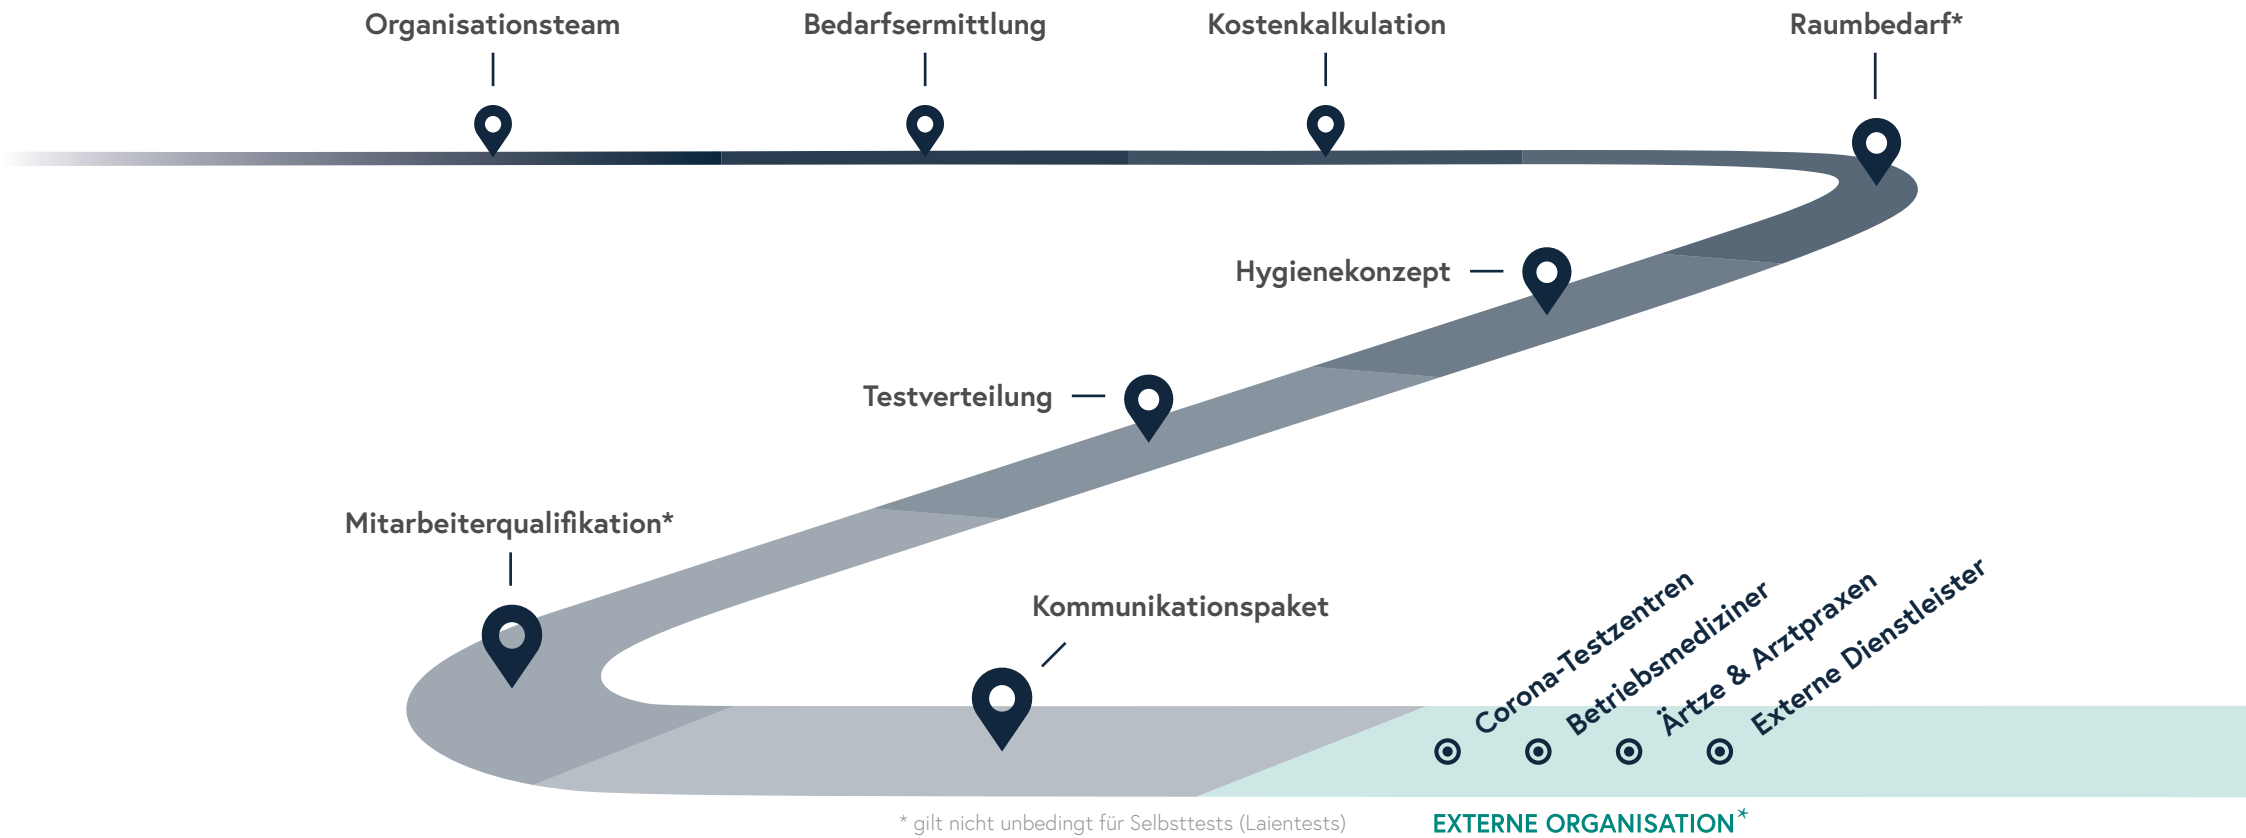 Organisationsteam
Bedarfsermittlung
Kostenkalkulation
Raumbedarf*
Hygienekonzept
Testverteilung
Mitarbeiterqualifikation*
Kommunikationspaket
Corona-Testzentren
Betriebsmediziner
Ärtze & Arztpraxen
Externe Dienstleister
* gilt nicht unbedingt für Selbsttests (Laientests)
EXTERNE ORGANISATION*